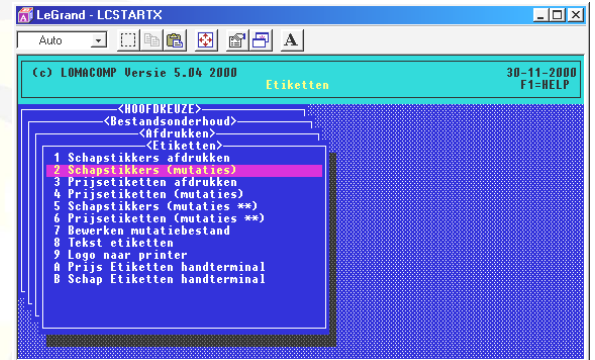 LeGrand - LCSTARTX
Auto
A
(c) LOMACOMP Versie 5.04 2000
30-11-2000
Etiketten
F1=HELP
<HOOFDKEUZE>
<Bestandsonderhoud>
<Afdrukken>
<Etiketten>
1 Schapstikkers afdrukken
2 Schapstikkers (mutaties)
3 Prijsetiketten afdrukken
4 Prijsetiketten (mutaties)
5 Schapstikkers (mutaties **)
6 Prijsetiketten (mutaties **)
7 Bewerken mutatiebestand
8 Tekst etiketten
9 Logo naar printer
A Prijs Etiketten handterminal
B Schap Etiketten handterminal